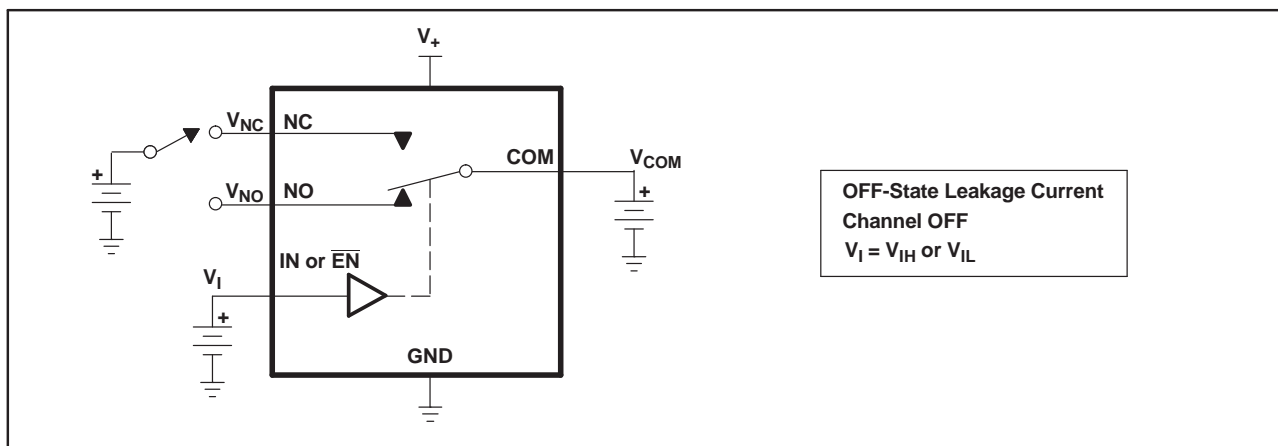 V+
VNC NC
+
VNO NO
COM VCOM
+
IN or E̅N̅
VI
+
GND
OFF-State Leakage Current
Channel OFF
VI = VIH or VIL